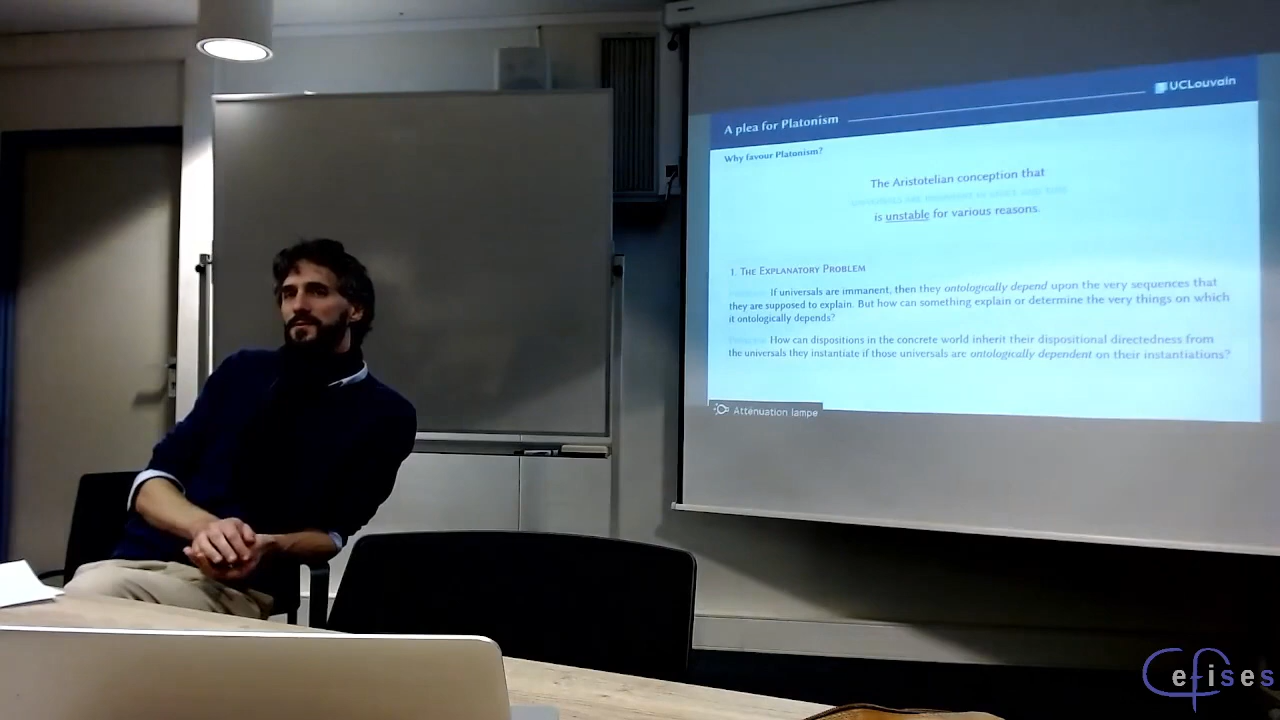 UCLouvain
A plea for Platonism
Why favour Platonism?
The Aristotelian conception that
is unstable for various reasons.
1. THE EXPLANATORY PROBLEM
If universals are immanent, then they ontologically depend upon the very sequences that
they are supposed to explain. But how can something explain or determine the very things on which
it ontologically depends?
How can dispositions in the concrete world inherit their dispositional directedness from
the universals they instantiate if those universals are ontologically dependent on their instantiations?
Atténuation lampe
Cefises